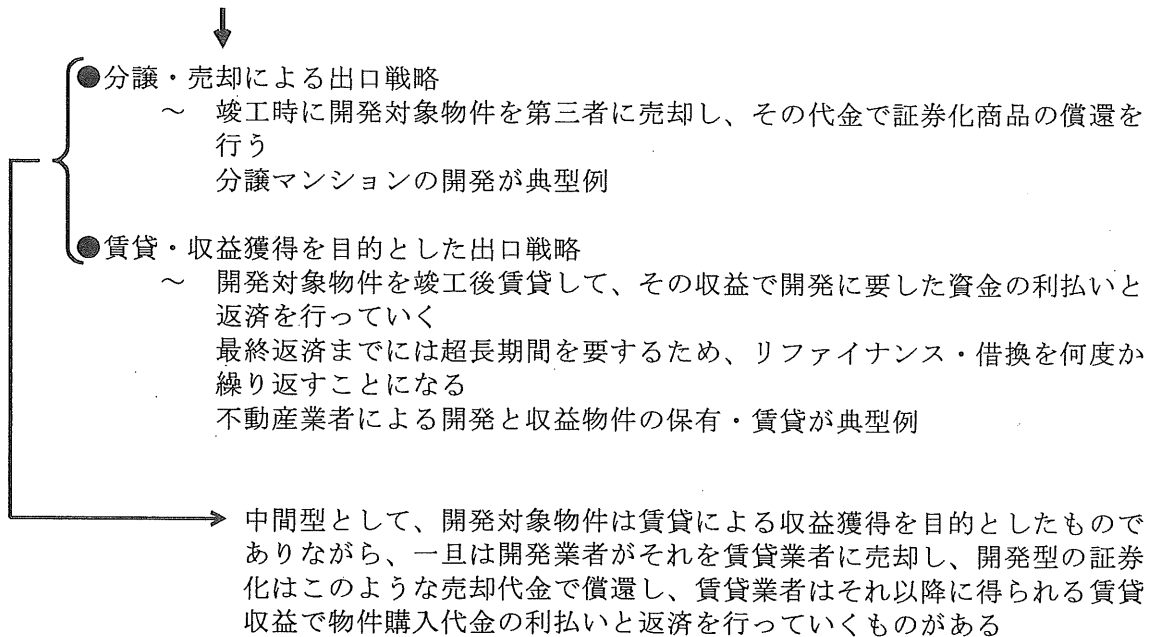 ●分譲・売却による出口戦略
～ 竣工時に開発対象物件を第三者に売却し、その代金で証券化商品の償還を
行う
分譲マンションの開発が典型例
●賃貸・収益獲得を目的とした出口戦略
～ 開発対象物件を竣工後賃貸して、その収益で開発に要した資金の利払いと
返済を行っていく
最終返済までには超長期間を要するため、リファイナンス・借換を何度か
繰り返すことになる
不動産業者による開発と収益物件の保有・賃貸が典型例
中間型として、開発対象物件は賃貸による収益獲得を目的としたもので
ありながら、一旦は開発業者がそれを賃貸業者に売却し、開発型の証券
化はこのような売却代金で償還し、賃貸業者はそれ以降に得られる賃貸
収益で物件購入代金の利払いと返済を行っていくものがある